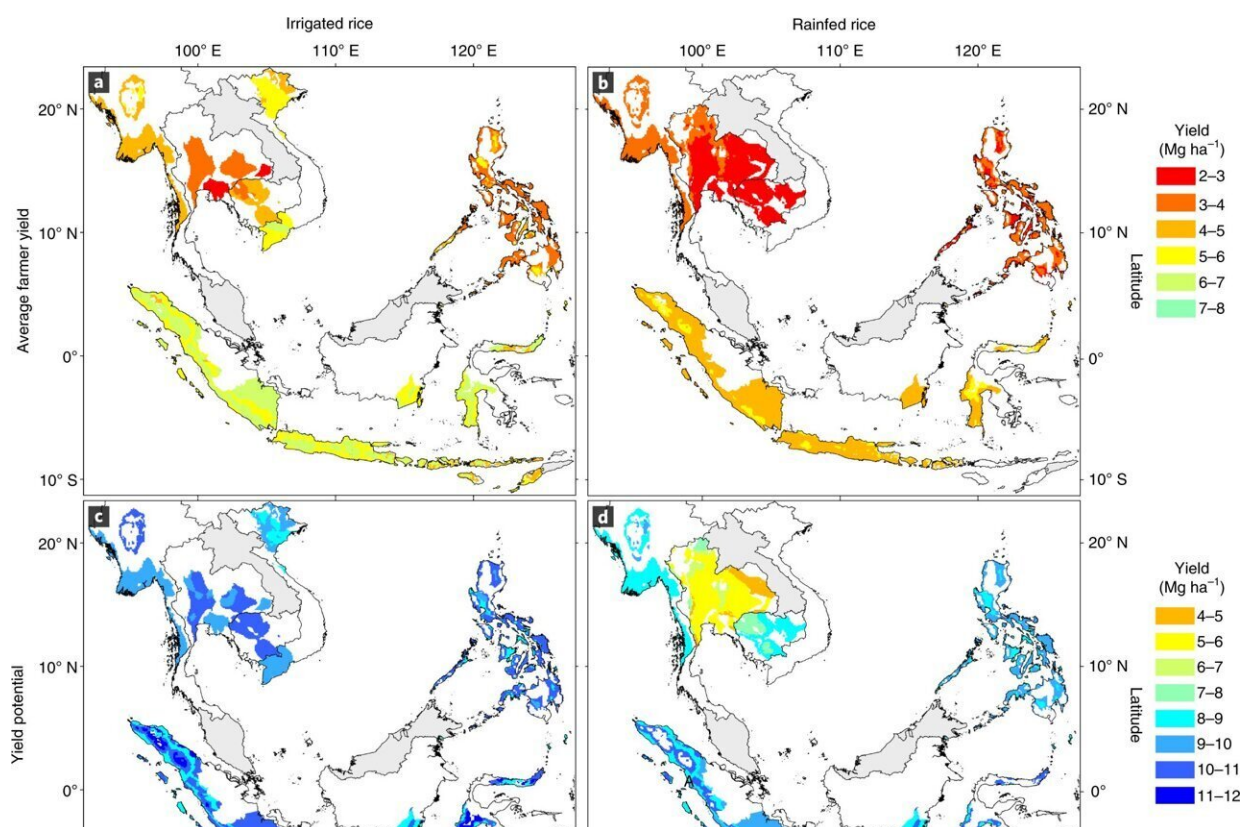 Irrigated rice
Rainfed rice
100° E 110° E 120° E
100° E 110° E 120° E
a
b
20° N
10° N
0°
10° S
Average farmer yield
20° N
10° N
0°
10° S
Latitude
Yield
(Mg ha⁻¹)
2–3
3–4
4–5
5–6
6–7
7–8
c
d
20° N
10° N
0°
Yield potential
20° N
10° N
0°
Latitude
Yield
(Mg ha⁻¹)
4–5
5–6
6–7
7–8
8–9
9–10
10–11
11–12